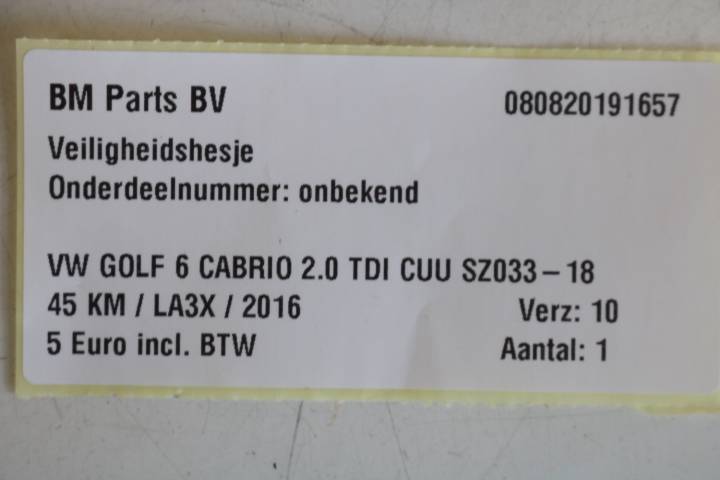 BM Parts BV 080820191657
Veiligheidshesje
Onderdeelnummer: onbekend
VW GOLF 6 CABRIO 2.0 TDI CUU SZ033-18
45 KM / LA3X / 2016 Verz: 10
5 Euro incl. BTW Aantal: 1